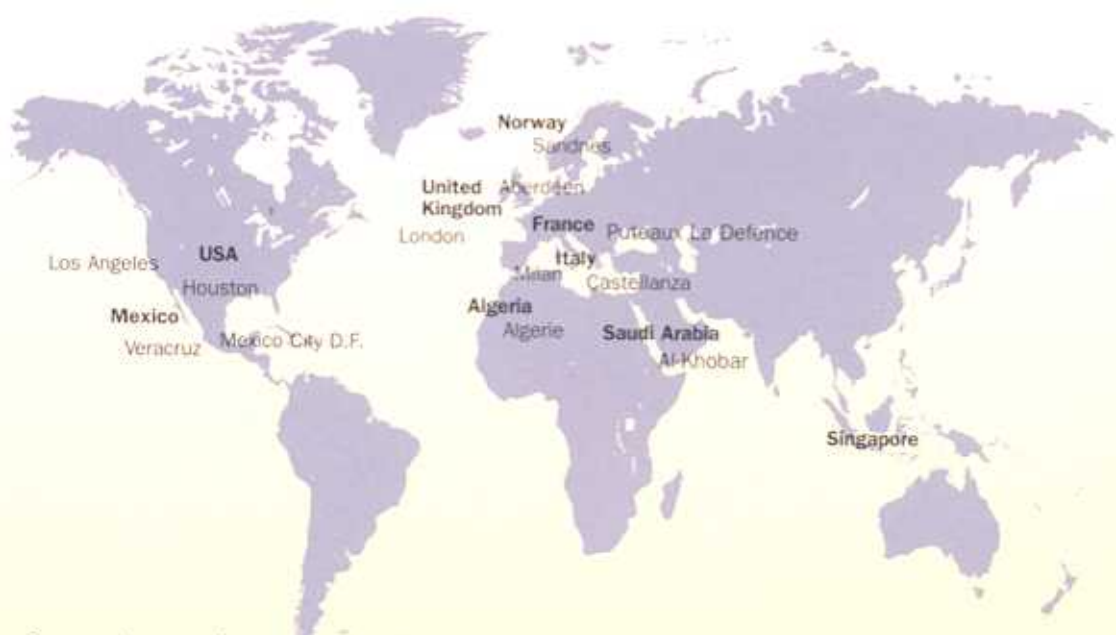 Norway
Sandnes
United Kingdom
Aberdeen
London
France
Puteaux La Defence
Italy
Milan
Castellanza
USA
Los Angeles
Houston
Mexico
Veracruz
Mexico City D.F.
Algeria
Algerie
Saudi Arabia
Al-Khobar
Singapore